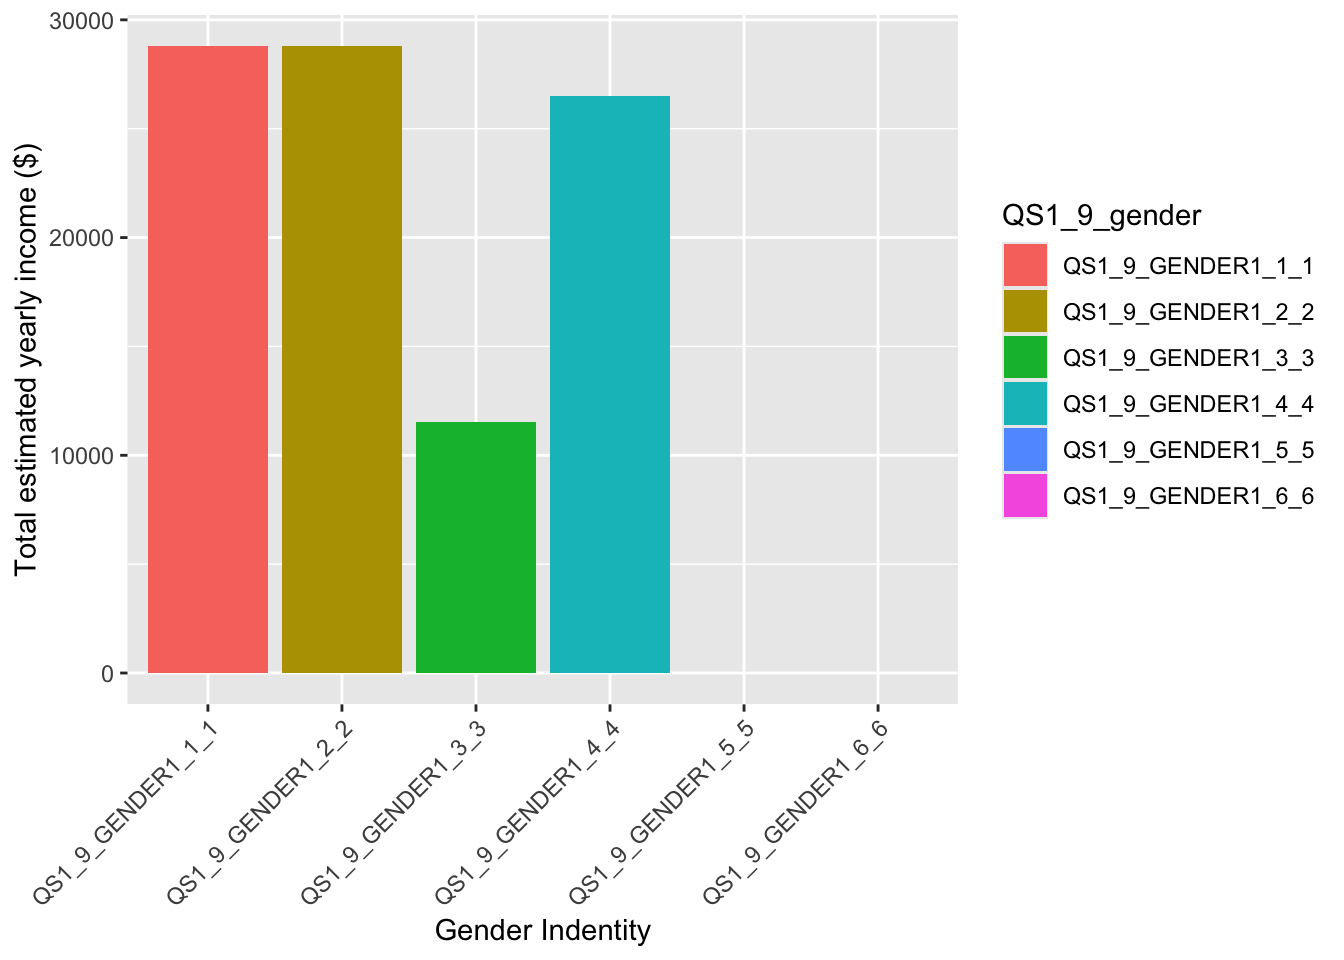 Total estimated yearly income ($)
30000
20000
10000
0
QS1_9_GENDER1_1_1
QS1_9_GENDER1_2_2
QS1_9_GENDER1_3_3
QS1_9_GENDER1_4_4
QS1_9_GENDER1_5_5
QS1_9_GENDER1_6_6
Gender Indentity
QS1_9_gender
QS1_9_GENDER1_1_1
QS1_9_GENDER1_2_2
QS1_9_GENDER1_3_3
QS1_9_GENDER1_4_4
QS1_9_GENDER1_5_5
QS1_9_GENDER1_6_6